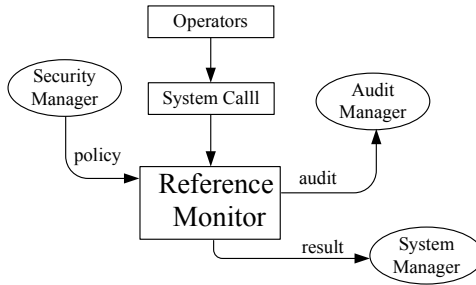 Operators
Security
Manager
System Calll
Audit
Manager
policy
Reference
Monitor
audit
result
System
Manager